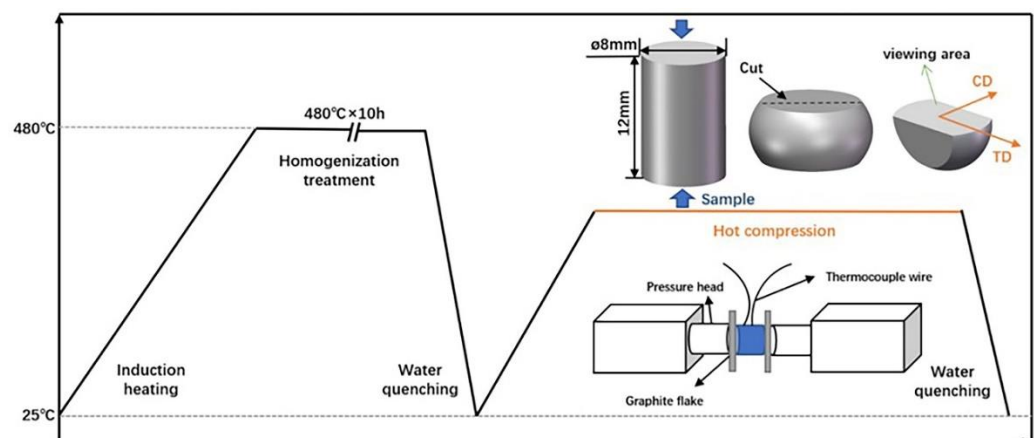 ø8mm
viewing area
CD
Cut
12mm
TD
480℃
480℃×10h
Homogenization
treatment
Sample
Hot compression
Pressure head
Thermocouple wire
Induction
heating
Water
quenching
Graphite flake
Water
quenching
25℃